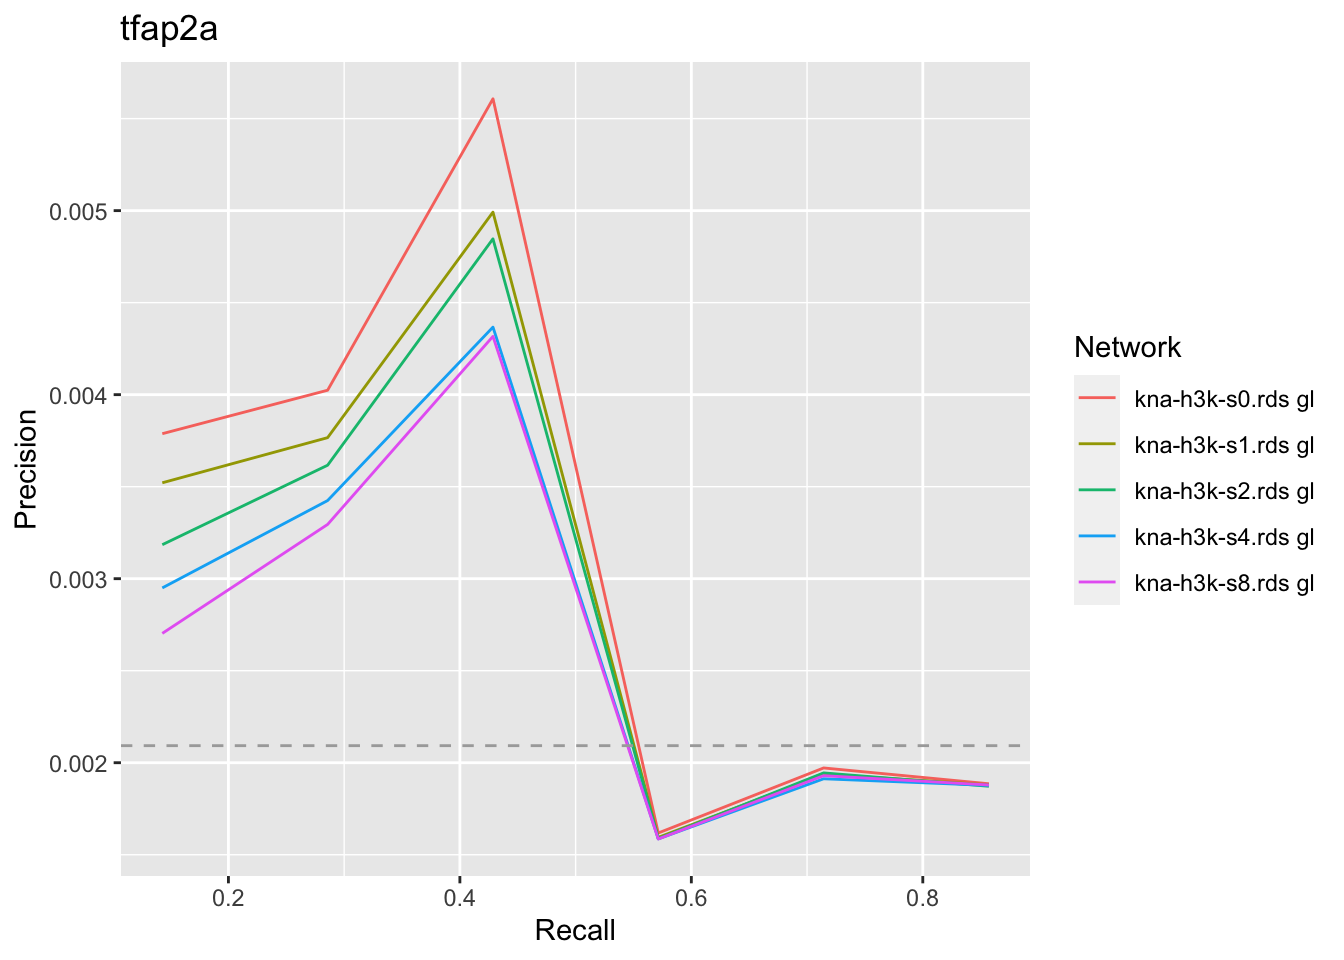 tfap2a
Precision
0.005
0.004
0.003
0.002
0.2 0.4 0.6 0.8
Recall
Network
kna-h3k-s0.rds gl
kna-h3k-s1.rds gl
kna-h3k-s2.rds gl
kna-h3k-s4.rds gl
kna-h3k-s8.rds gl